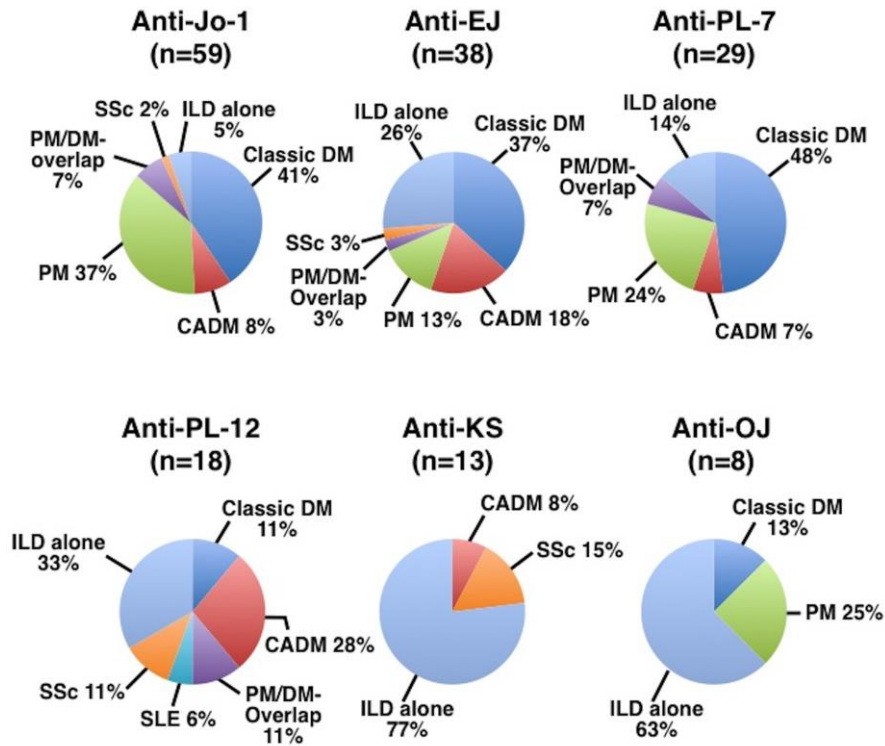 Anti-Jo-1
(n=59)
SSc 2%
ILD alone
5%
PM/DM-
overlap
7%
Classic DM
41%
PM 37%
CADM 8%
Anti-EJ
(n=38)
ILD alone
26%
Classic DM
37%
SSc 3%
PM/DM-
Overlap
3%
PM 13%
CADM 18%
Anti-PL-7
(n=29)
ILD alone
14%
Classic DM
48%
PM/DM-
Overlap
7%
PM 24%
CADM 7%
Anti-PL-12
(n=18)
Classic DM
11%
ILD alone
33%
CADM 28%
SSc 11%
SLE 6%
PM/DM-
Overlap
11%
Anti-KS
(n=13)
CADM 8%
SSc 15%
ILD alone
77%
Anti-OJ
(n=8)
Classic DM
13%
PM 25%
ILD alone
63%